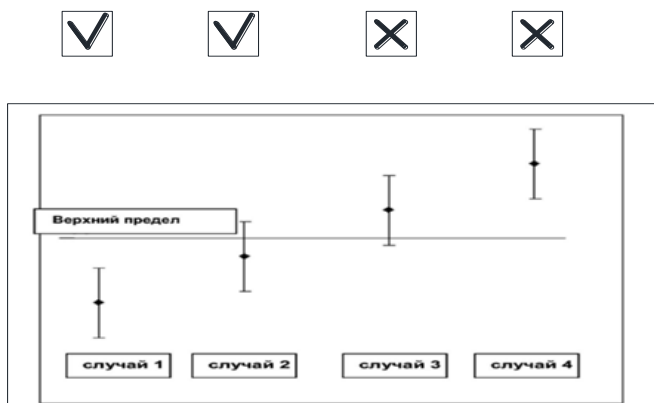 Верхний предел
случай 1
случай 2
случай 3
случай 4